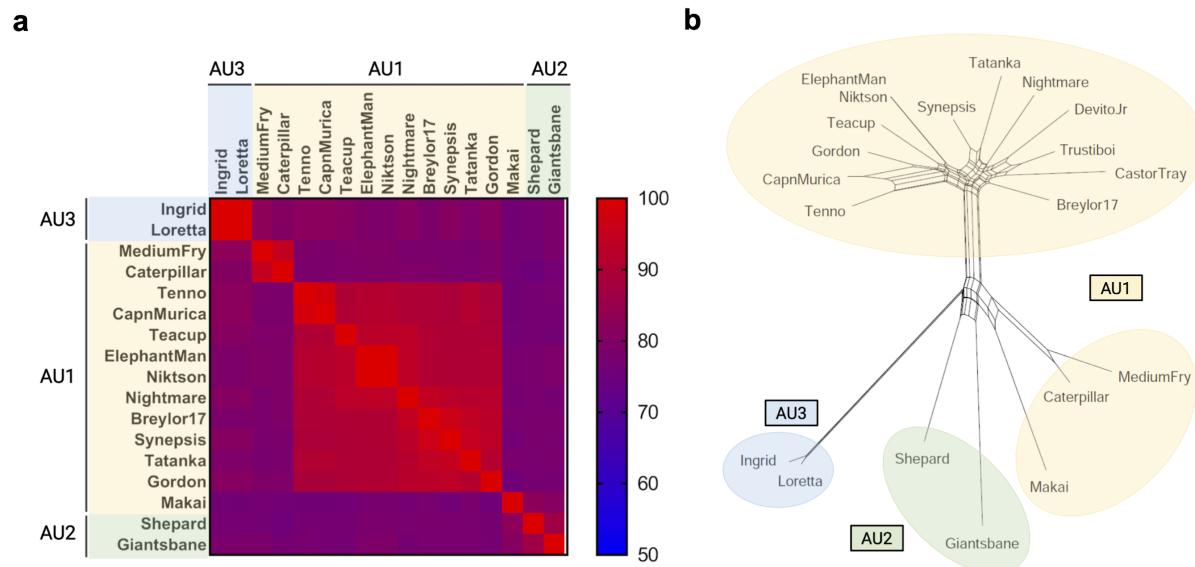 a
AU3
AU1
AU2
Ingrid
Loretta
MediumFry
Caterpillar
Tenno
CapnMurica
Teacup
ElephantMan
Niktson
Nightmare
Breylor17
Synepsis
Tatanka
Gordon
Makai
Shepard
Giantsbane
AU3
AU1
AU2
Ingrid
Loretta
MediumFry
Caterpillar
Tenno
CapnMurica
Teacup
ElephantMan
Niktson
Nightmare
Breylor17
Synepsis
Tatanka
Gordon
Makai
Shepard
Giantsbane
100
90
80
70
60
50
b
Tatanka
ElephantMan
Nightmare
Niktson
Synepsis
DevitoJr
Teacup
Trustiboi
Gordon
CastorTray
CapnMurica
Breylor17
Tenno
AU1
MediumFry
Caterpillar
AU3
Ingrid
Shepard
Loretta
Makai
AU2
Giantsbane